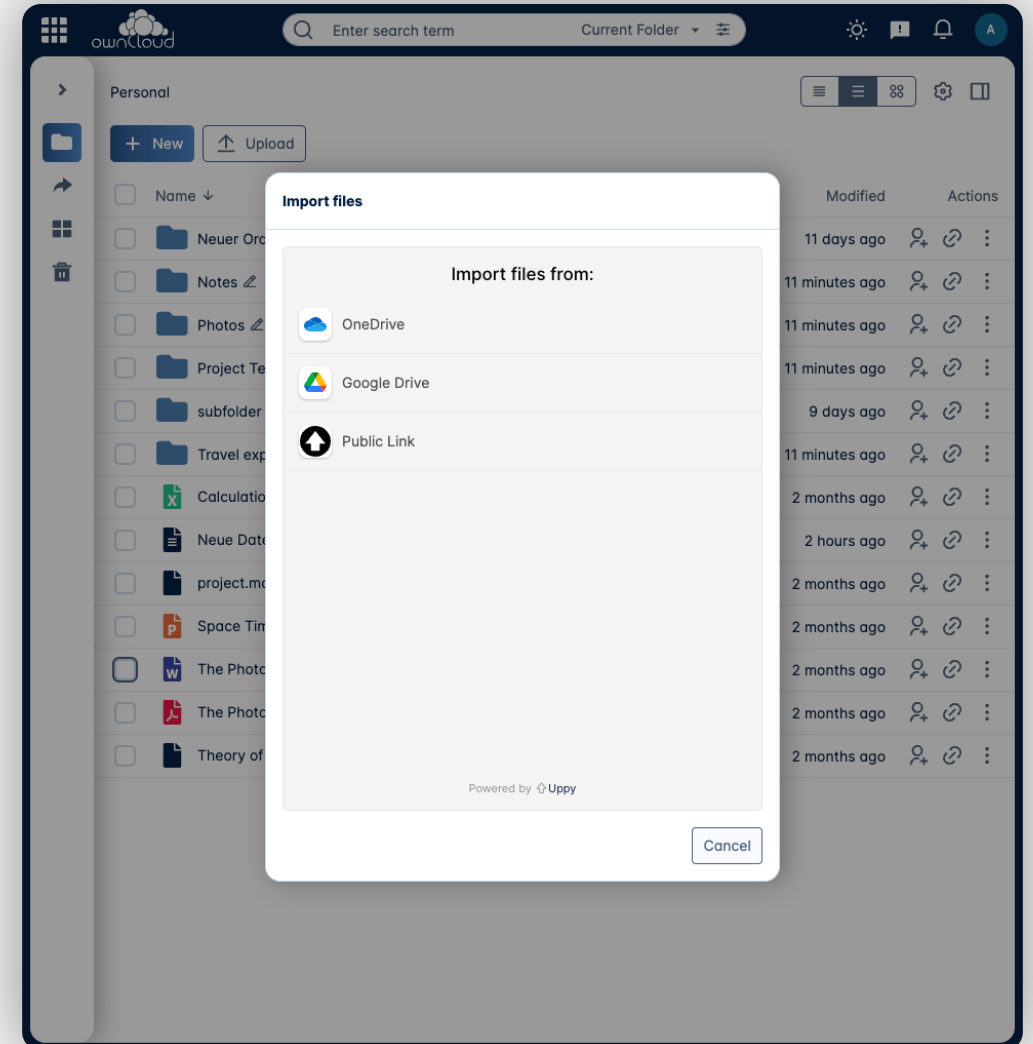 ownCloud
Enter search term
Current Folder
A
Personal
New
Upload
Name
Modified
Actions
Import files
Import files from:
OneDrive
Google Drive
Public Link
Powered by Uppy
Cancel
Neuer Ord
11 days ago
Notes
11 minutes ago
Photos
11 minutes ago
Project Te
11 minutes ago
subfolder
9 days ago
Travel exp
11 minutes ago
X
Calculatio
2 months ago
Neue Date
2 hours ago
project.mo
2 months ago
P
Space Tim
2 months ago
W
The Photo
2 months ago
The Photo
2 months ago
Theory of
2 months ago